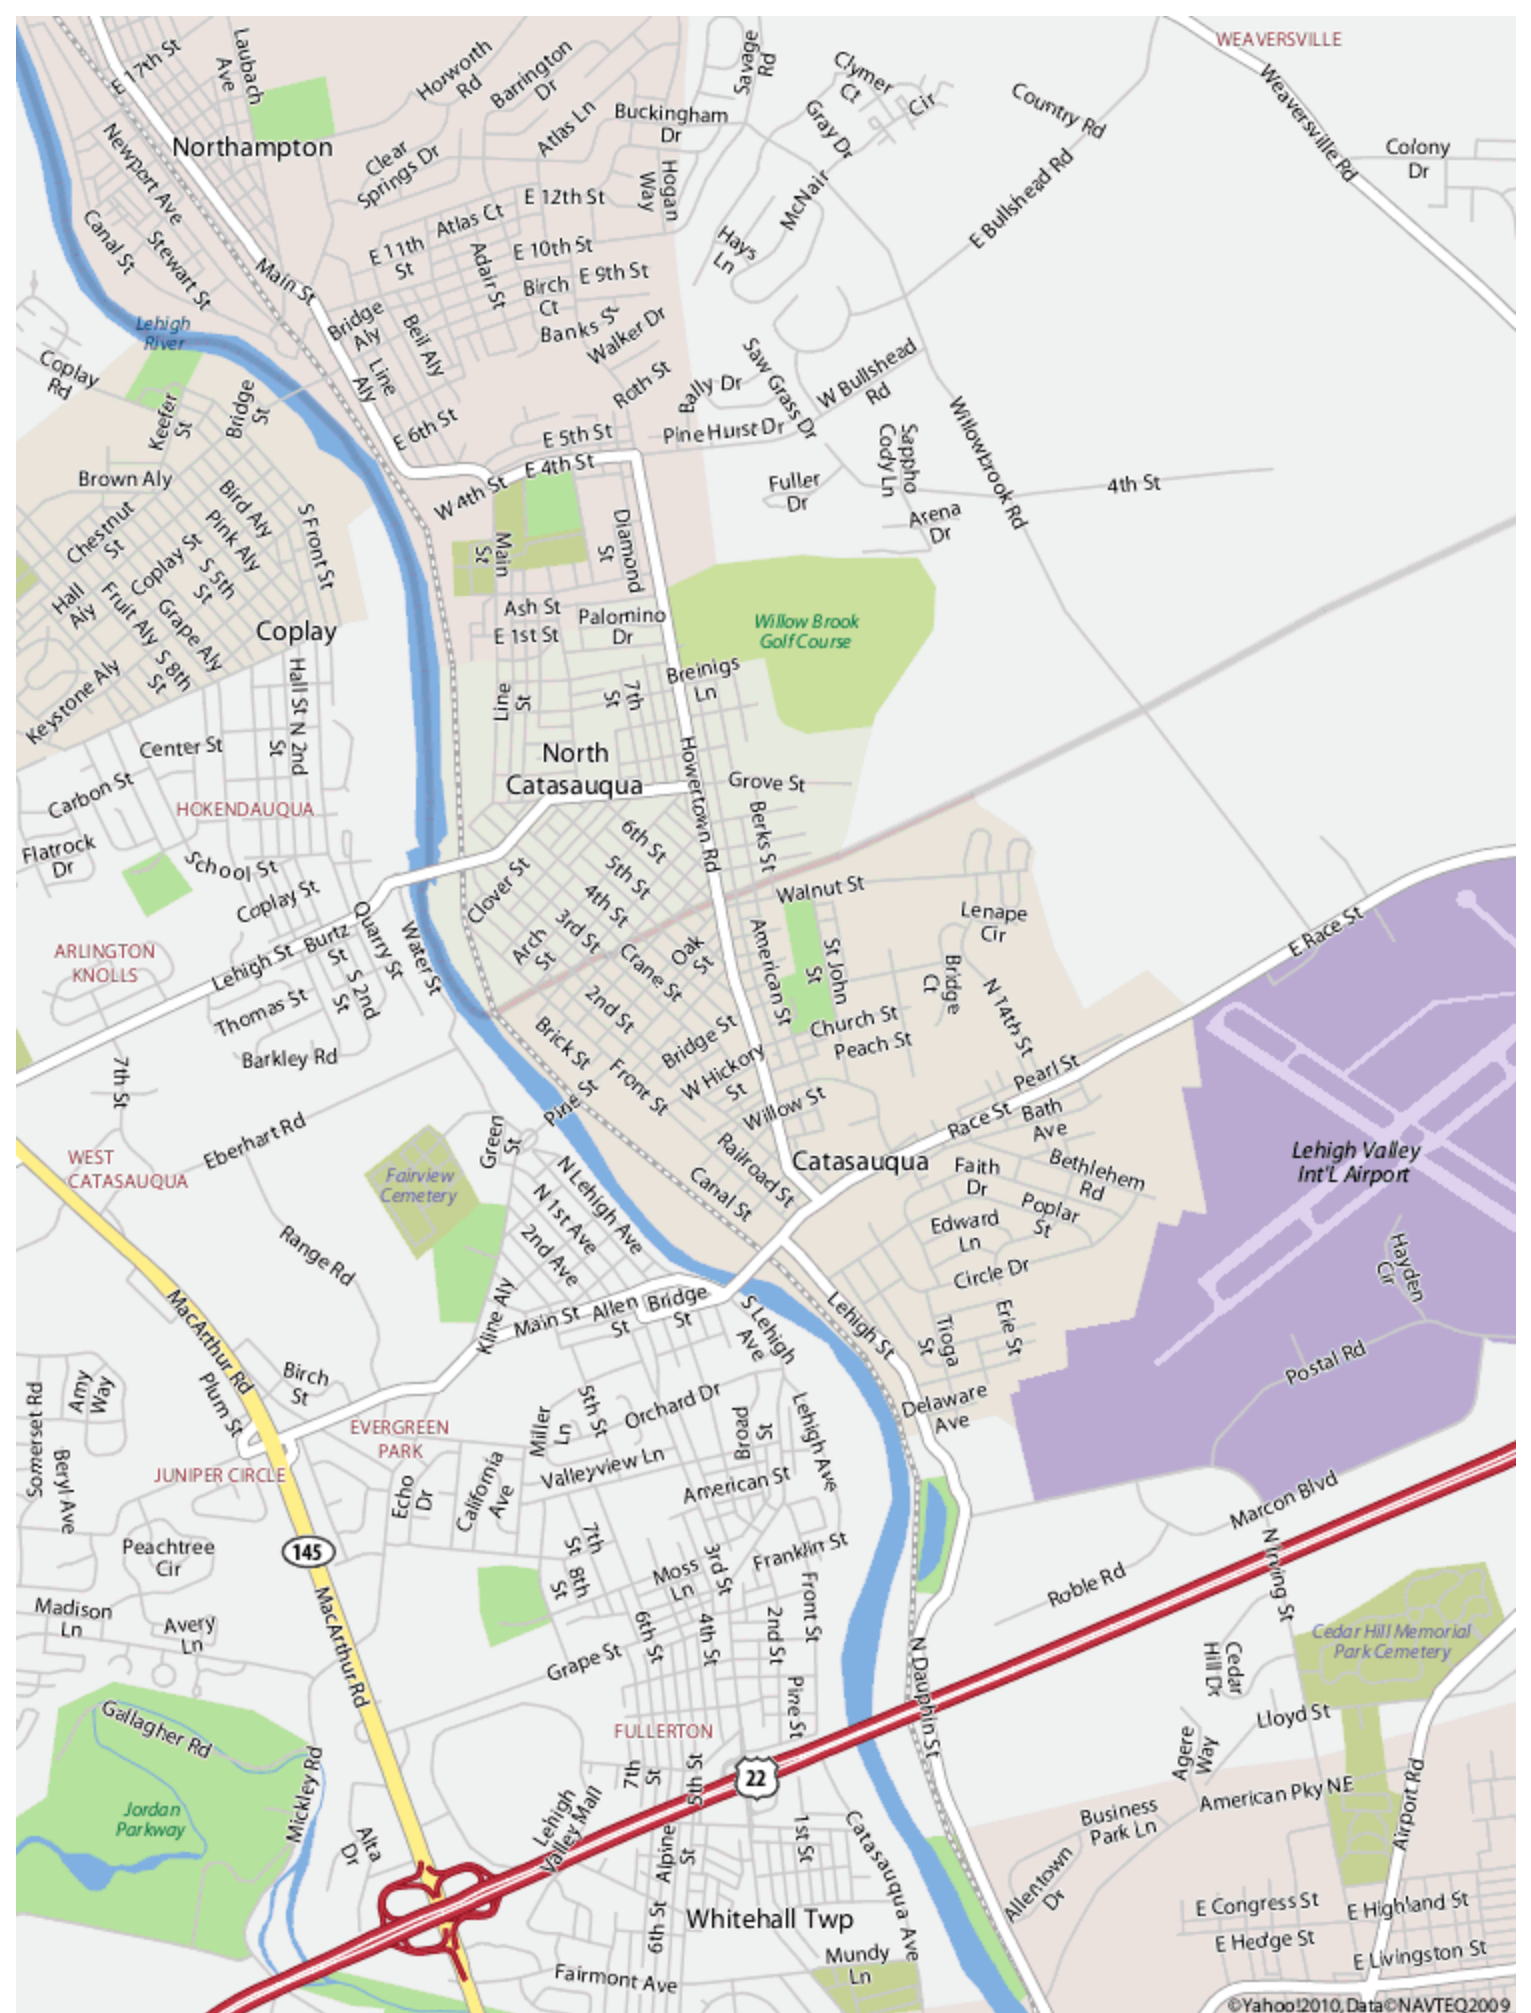 WEAVERSVILLE
E 17th St
Laubach
Ave
Howorth
Rd
Barrington
Dr
Savage
Rd
Clymer
Ct
Cir
Country Rd
Weaversville Rd
Colony
Dr
Northampton
Newport Ave
Clear
Springs Dr
Atlas Ln
Buckingham
Dr
Gray Dr
McNair
Hogan
Way
E 12th St
E Bullshead Rd
Canal St
Stewart St
Main St
Atlas Ct
E 11th
St
Adair St
E 10th St
E 9th St
Birch
Ct
Banks St
Walker Dr
Hays
Ln
Lehigh
River
Bridge
Aly
Beil Aly
Line
Aly
Roth St
Bally Dr
Saw Grass Dr
W Bullshead
Rd
Coplay
Rd
Keefer
St
Bridge
St
E 6th St
E 5th St
E 4th St
Pine Hurst Dr
Sappho
Cody Ln
Willowbrook Rd
Brown Aly
W 4th St
Fuller
Dr
4th St
Arena
Dr
Bird Aly
Pink Aly
S Front St
Chestnut
St
Coplay St
S 5th
St
Main
St
Diamond
St
Hall
Aly
Fruit Aly
Grape Aly
Coplay
Ash St
E 1st St
Palomino
Dr
Willow Brook
Golf Course
S 8th
St
Keystone Aly
Hall St
Line
St
7th
St
Breinigs
Ln
Center St
N 2nd
St
North
Catasauqua
Howertown Rd
Grove St
Carbon St
HOKENDAUQUA
Berks St
Flatrock
Dr
School St
Coplay St
6th St
5th St
4th St
3rd St
Clover St
Walnut St
ARLINGTON
KNOLLS
Lehigh St
Burtz
St
Quarry St
Water St
Arch
St
Crane St
Oak
St
American St
St John
St
Lenape
Cir
Bridge
Ct
N 14th St
E Race St
S 2nd
St
Thomas St
2nd St
Barkley Rd
Brick St
Front St
Bridge St
W Hickory
St
Church St
Peach St
Pearl St
7th St
Pine St
Willow St
Race St
Bath
Ave
Eberhart Rd
Green
St
Railroad St
Catasauqua
Faith
Dr
Bethlehem
Rd
Lehigh Valley
Int'L Airport
WEST
CATASAUQUA
Fairview
Cemetery
N Lehigh Ave
N 1st Ave
2nd Ave
Canal St
Poplar
St
Edward
Ln
Circle Dr
Hayden
Cir
Range Rd
MacArthur Rd
Kline Aly
Main St
Allen
St
Bridge
St
S Lehigh
Ave
Lehigh St
Tioga
St
Erie St
Postal Rd
Birch
St
Plum St
Delaware
Ave
Somerset Rd
Amy
Way
Beryl Ave
EVERGREEN
PARK
JUNIPER CIRCLE
Miller
Ln
5th St
Orchard Dr
Broad
St
Lehigh Ave
Echo
Dr
California
Ave
Valleyview Ln
American St
Marcon Blvd
N Irving St
Peachtree
Cir
145
7th
St
8th
St
Moss
Ln
3rd St
Franklin St
Roble Rd
Front St
Madison
Ln
Avery
Ln
MacArthur Rd
6th St
4th St
2nd St
Grape St
Pine St
N Dauphin St
Cedar
Hill Dr
Cedar Hill Memorial
Park Cemetery
Gallagher Rd
FULLERTON
Lloyd St
Agere
Way
Mickley Rd
Jordan
Parkway
Alta
Dr
Lehigh
Valley Mall
7th
St
5th St
22
Alpine
St
1st St
Catasauqua Ave
Business
Park Ln
American Pky NE
Airport Rd
Allentown
Dr
E Congress St
E Highland St
6th St
Whitehall Twp
E Hedge St
E Livingston St
Mundy
Ln
Fairmont Ave
©Yahoo!2010, Data©NAVTEQ2009